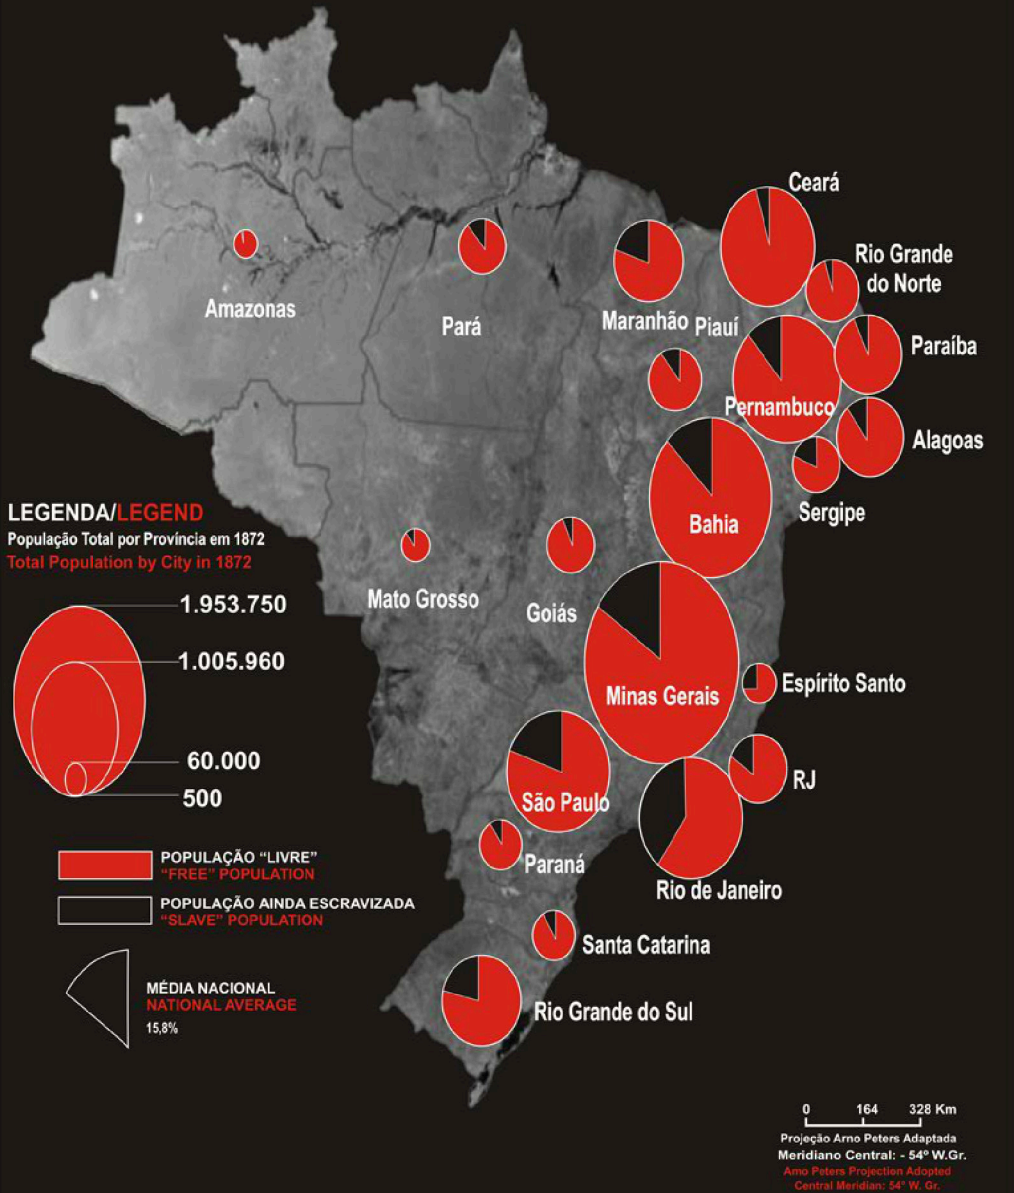 Ceará
Rio Grande
do Norte
Amazonas
Pará
Maranhão
Piauí
Paraíba
Pernambuco
Alagoas
Sergipe
Bahia
LEGENDA/LEGEND
População Total por Província em 1872
Total Population by City in 1872
1.953.750
1.005.960
60.000
500
Mato Grosso
Goiás
Minas Gerais
Espírito Santo
RJ
São Paulo
Paraná
Rio de Janeiro
Santa Catarina
Rio Grande do Sul
POPULAÇÃO “LIVRE”
“FREE” POPULATION
POPULAÇÃO AINDA ESCRAVIZADA
“SLAVE” POPULATION
MÉDIA NACIONAL
NATIONAL AVERAGE
15,8%
0 164 328 Km
Projeção Arno Peters Adaptada
Meridiano Central: - 54º W.Gr.
Arno Peters Projection Adopted
Central Meridian: 54° W. Gr.